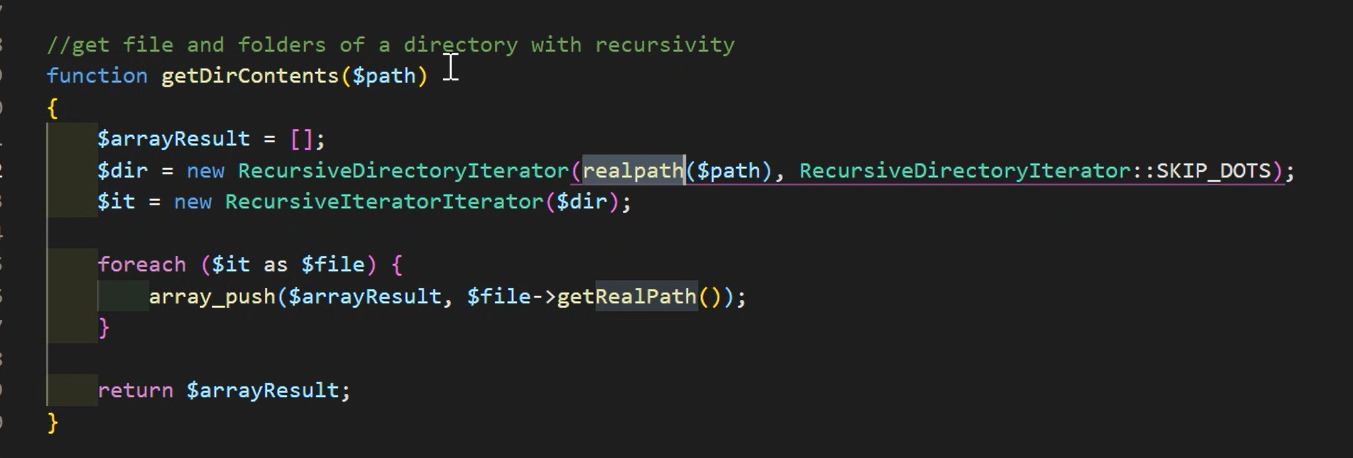 //get file and folders of a directory with recursivity
function getDirContents($path)
{
    $arrayResult = [];
    $dir = new RecursiveDirectoryIterator(realpath($path), RecursiveDirectoryIterator::SKIP_DOTS);
    $it = new RecursiveIteratorIterator($dir);
    foreach ($it as $file) {
        array_push($arrayResult, $file->getRealPath());
    }
    return $arrayResult;
}